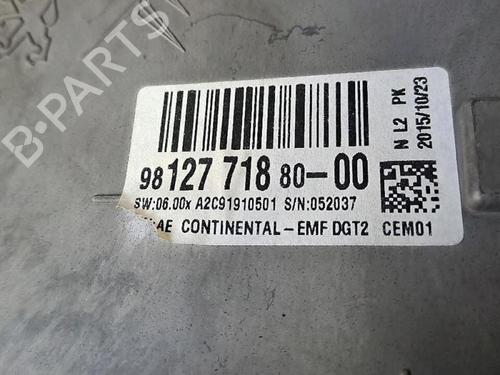 98 127 718 80-00
SW:06.00x A2C91910501 S/N:052037
AE CONTINENTAL-EMF DGT2 CEM01
N L2 PK
2015/10/23
B-PARTS